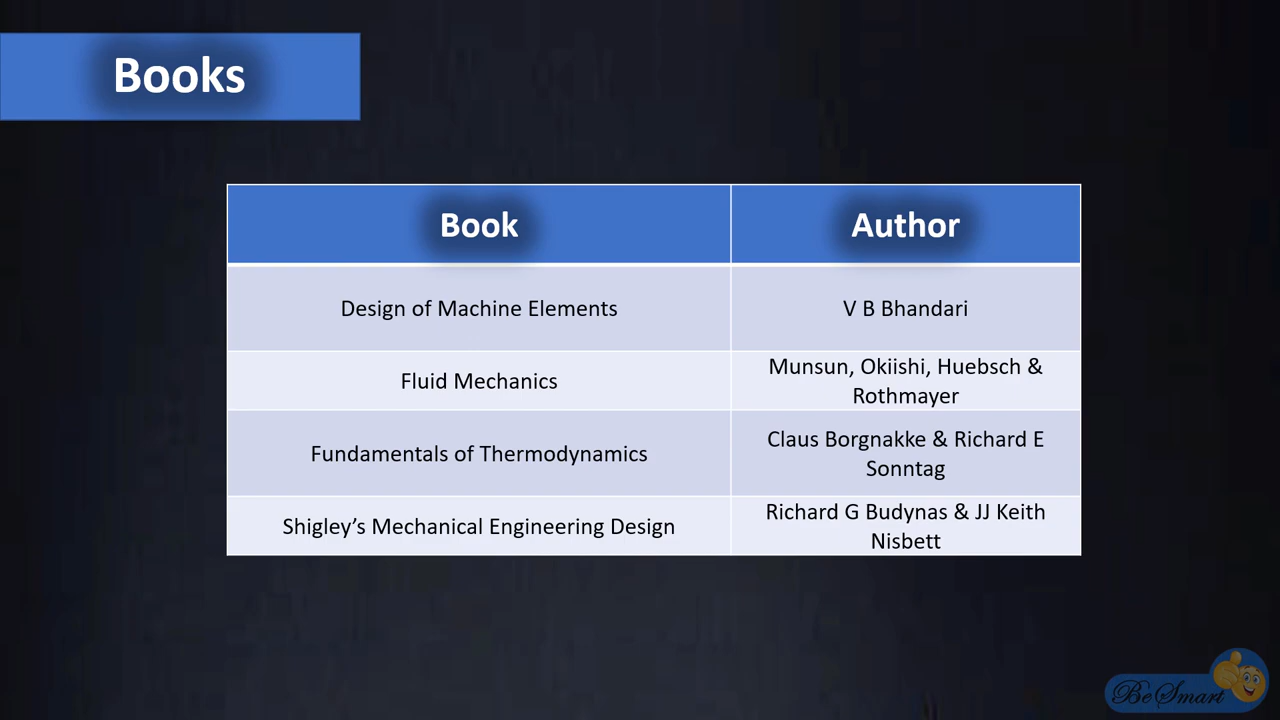 Books
Book
Author
Design of Machine Elements
V B Bhandari
Fluid Mechanics
Munsun, Okiishi, Huebsch &
Rothmayer
Fundamentals of Thermodynamics
Claus Borgnakke & Richard E
Sonntag
Shigley’s Mechanical Engineering Design
Richard G Budynas & JJ Keith
Nisbett
BeSmart